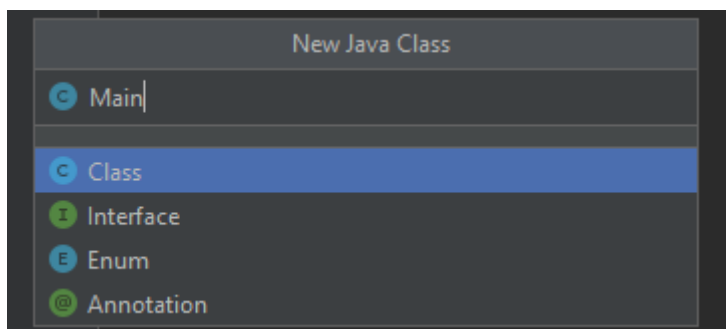 New Java Class
C Main
C Class
I Interface
E Enum
@ Annotation